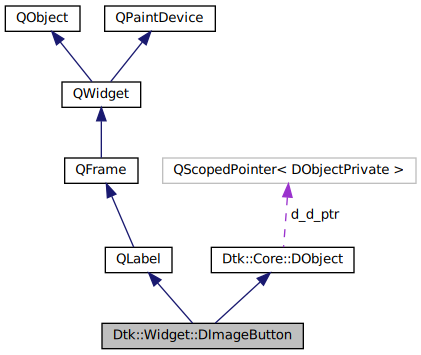 QObject
QPaintDevice
QWidget
QFrame
QScopedPointer< DObjectPrivate >
d_d_ptr
QLabel
Dtk::Core::DObject
Dtk::Widget::DImageButton